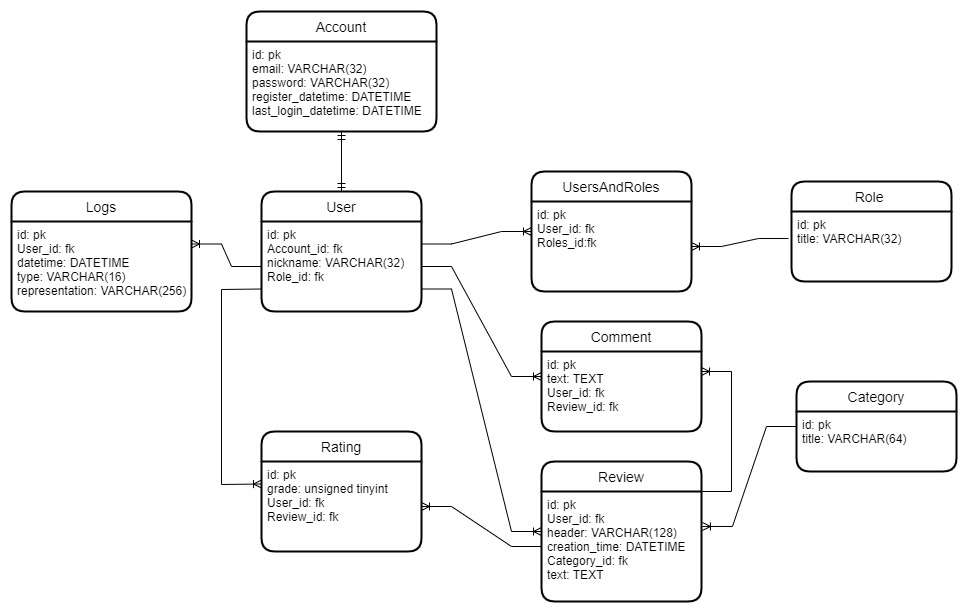 Account
id: pk
email: VARCHAR(32)
password: VARCHAR(32)
register_datetime: DATETIME
last_login_datetime: DATETIME
Logs
id: pk
User_id: fk
datetime: DATETIME
type: VARCHAR(16)
representation: VARCHAR(256)
User
id: pk
Account_id: fk
nickname: VARCHAR(32)
Role_id: fk
UsersAndRoles
id: pk
User_id: fk
Roles_id:fk
Role
id: pk
title: VARCHAR(32)
Comment
id: pk
text: TEXT
User_id: fk
Review_id: fk
Category
id: pk
title: VARCHAR(64)
Rating
id: pk
grade: unsigned tinyint
User_id: fk
Review_id: fk
Review
id: pk
User_id: fk
header: VARCHAR(128)
creation_time: DATETIME
Category_id: fk
text: TEXT